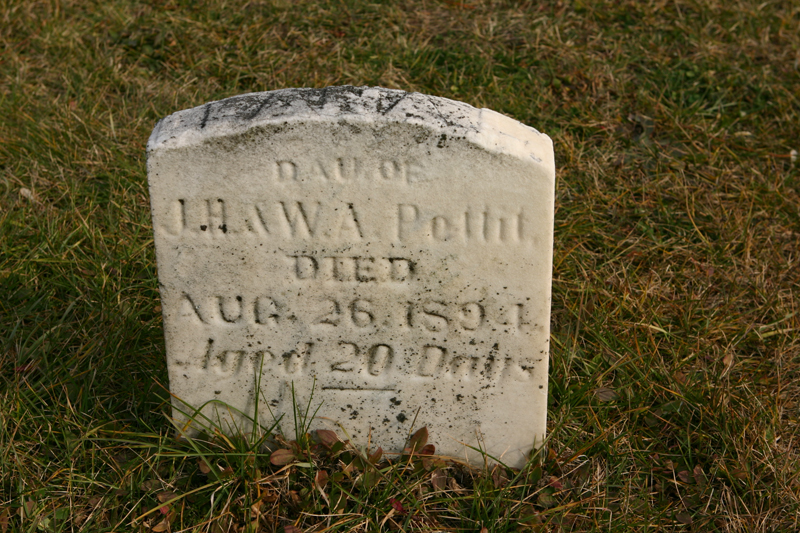 DAU. OF
J.H & W.A. Pettit.
DIED
AUG. 26. 1894.
Aged 20 Days